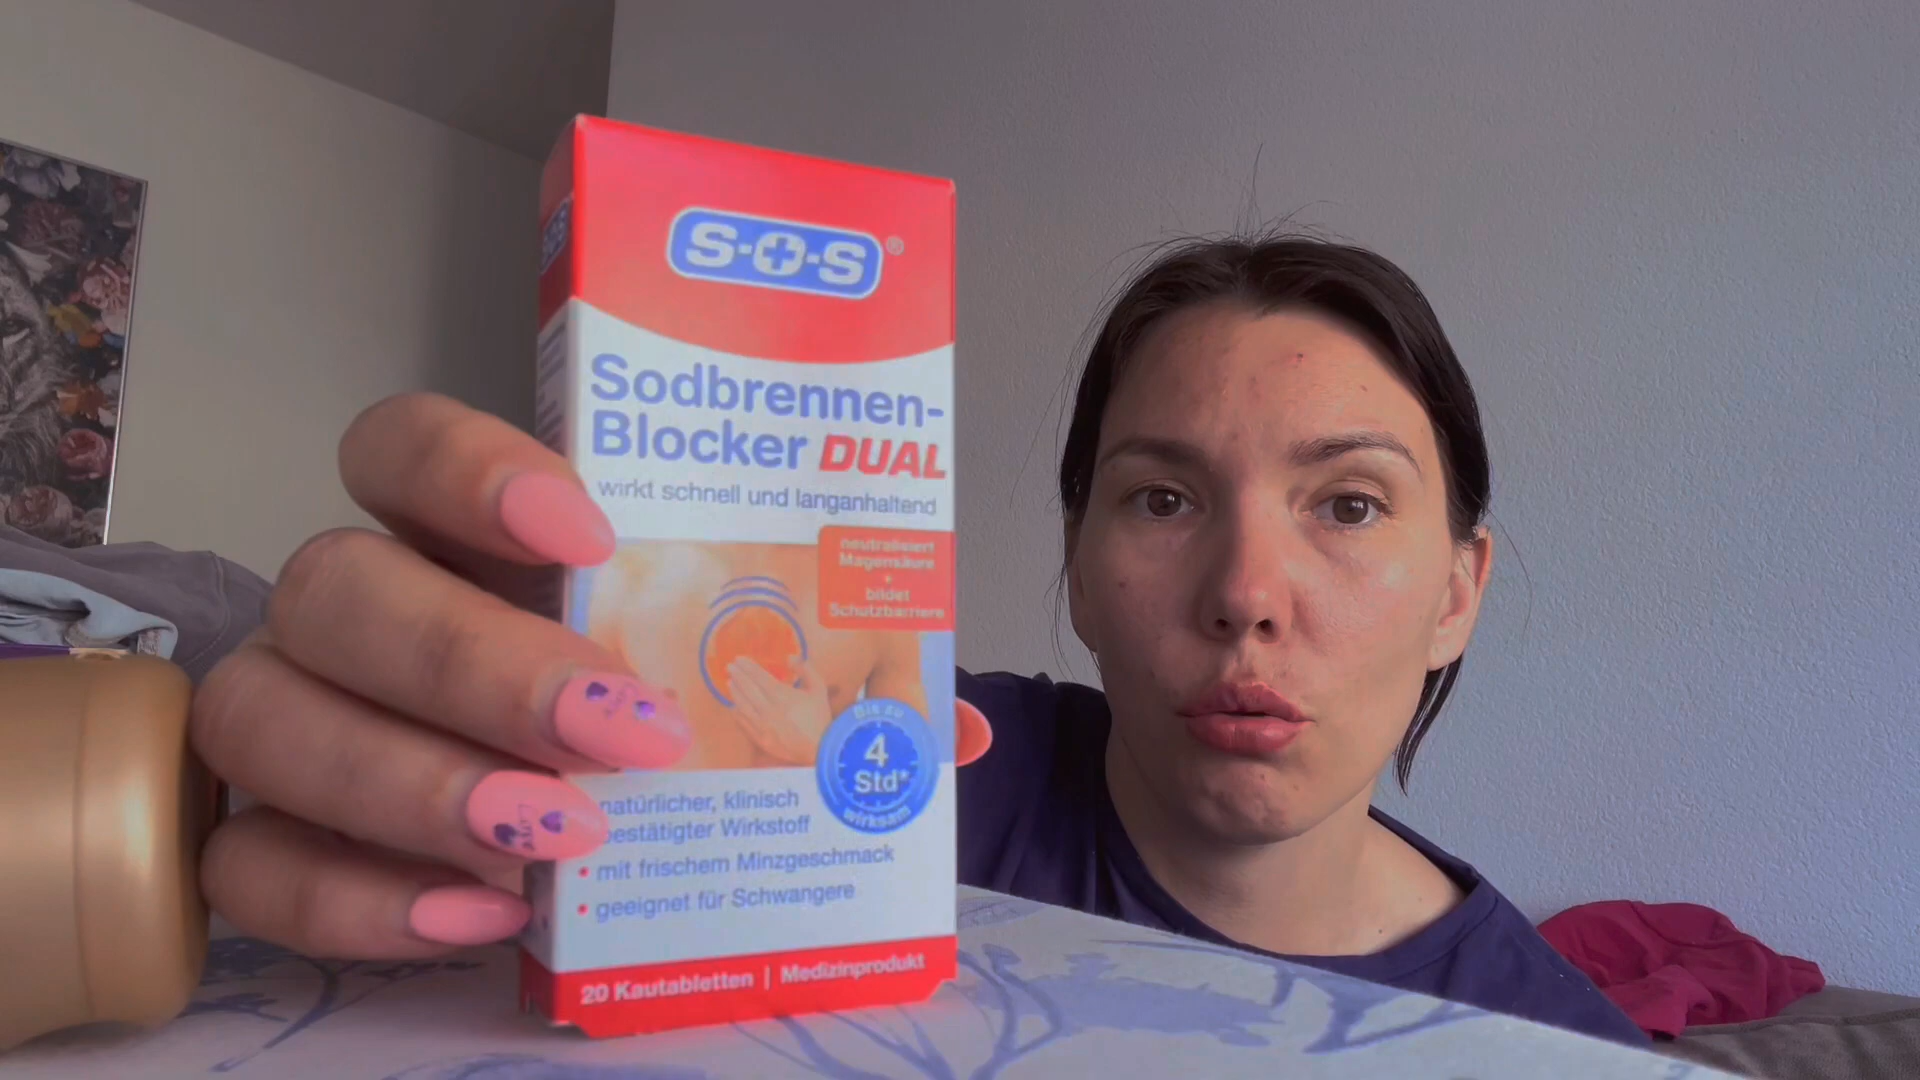 S-O-S®
Sodbrennen-
Blocker DUAL
wirkt schnell und langanhaltend
neutralisiert
Magensäure
+
bildet
Schutzbarriere
Bis zu
4
Std*
wirksam
natürlicher, klinisch
bestätigter Wirkstoff
• mit frischem Minzgeschmack
• geeignet für Schwangere
20 Kautabletten | Medizinprodukt